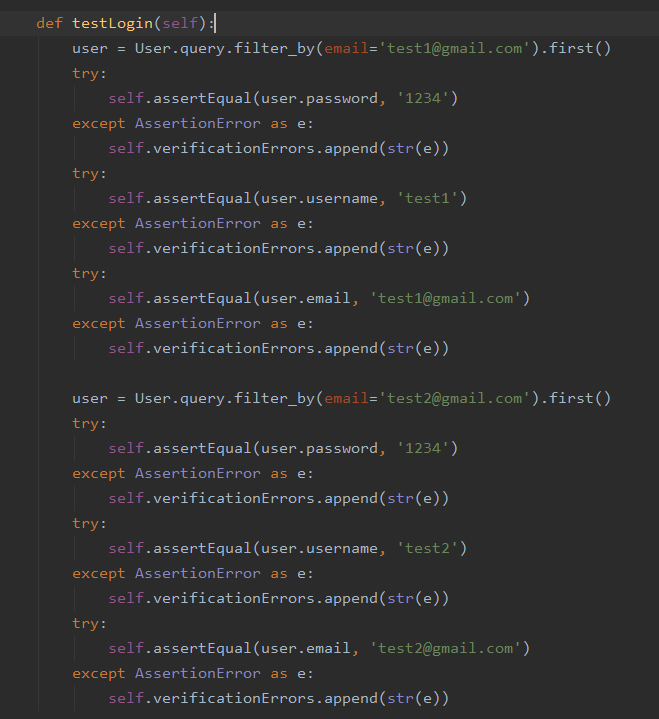 def testLogin(self):
    user = User.query.filter_by(email='test1@gmail.com').first()
    try:
        self.assertEqual(user.password, '1234')
    except AssertionError as e:
        self.verificationErrors.append(str(e))
    try:
        self.assertEqual(user.username, 'test1')
    except AssertionError as e:
        self.verificationErrors.append(str(e))
    try:
        self.assertEqual(user.email, 'test1@gmail.com')
    except AssertionError as e:
        self.verificationErrors.append(str(e))

    user = User.query.filter_by(email='test2@gmail.com').first()
    try:
        self.assertEqual(user.password, '1234')
    except AssertionError as e:
        self.verificationErrors.append(str(e))
    try:
        self.assertEqual(user.username, 'test2')
    except AssertionError as e:
        self.verificationErrors.append(str(e))
    try:
        self.assertEqual(user.email, 'test2@gmail.com')
    except AssertionError as e:
        self.verificationErrors.append(str(e))